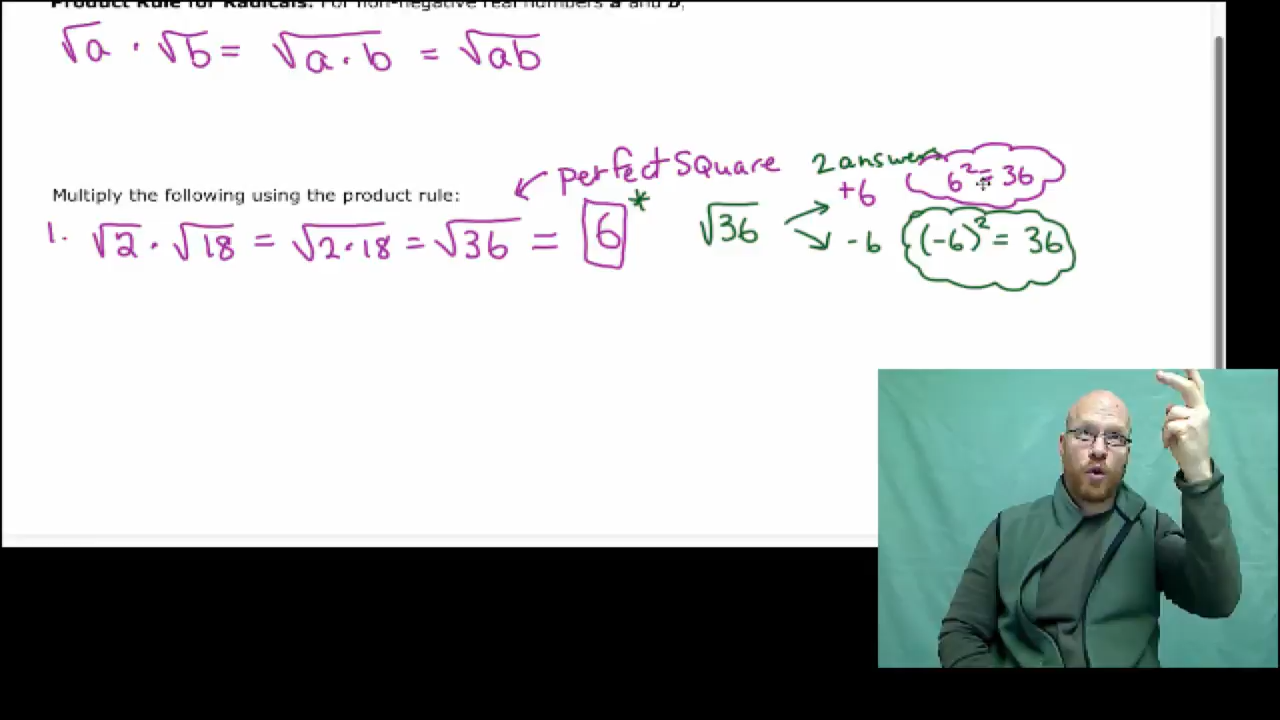 Product Rule for Radicals: For non-negative real numbers a and b,
√a · √b = √a·b = √ab
Perfect Square
2 answers
6² = 36
+6
Multiply the following using the product rule:
1. √2 · √18 = √2·18 = √36 = 6 * √36
-6 (-6)² = 36